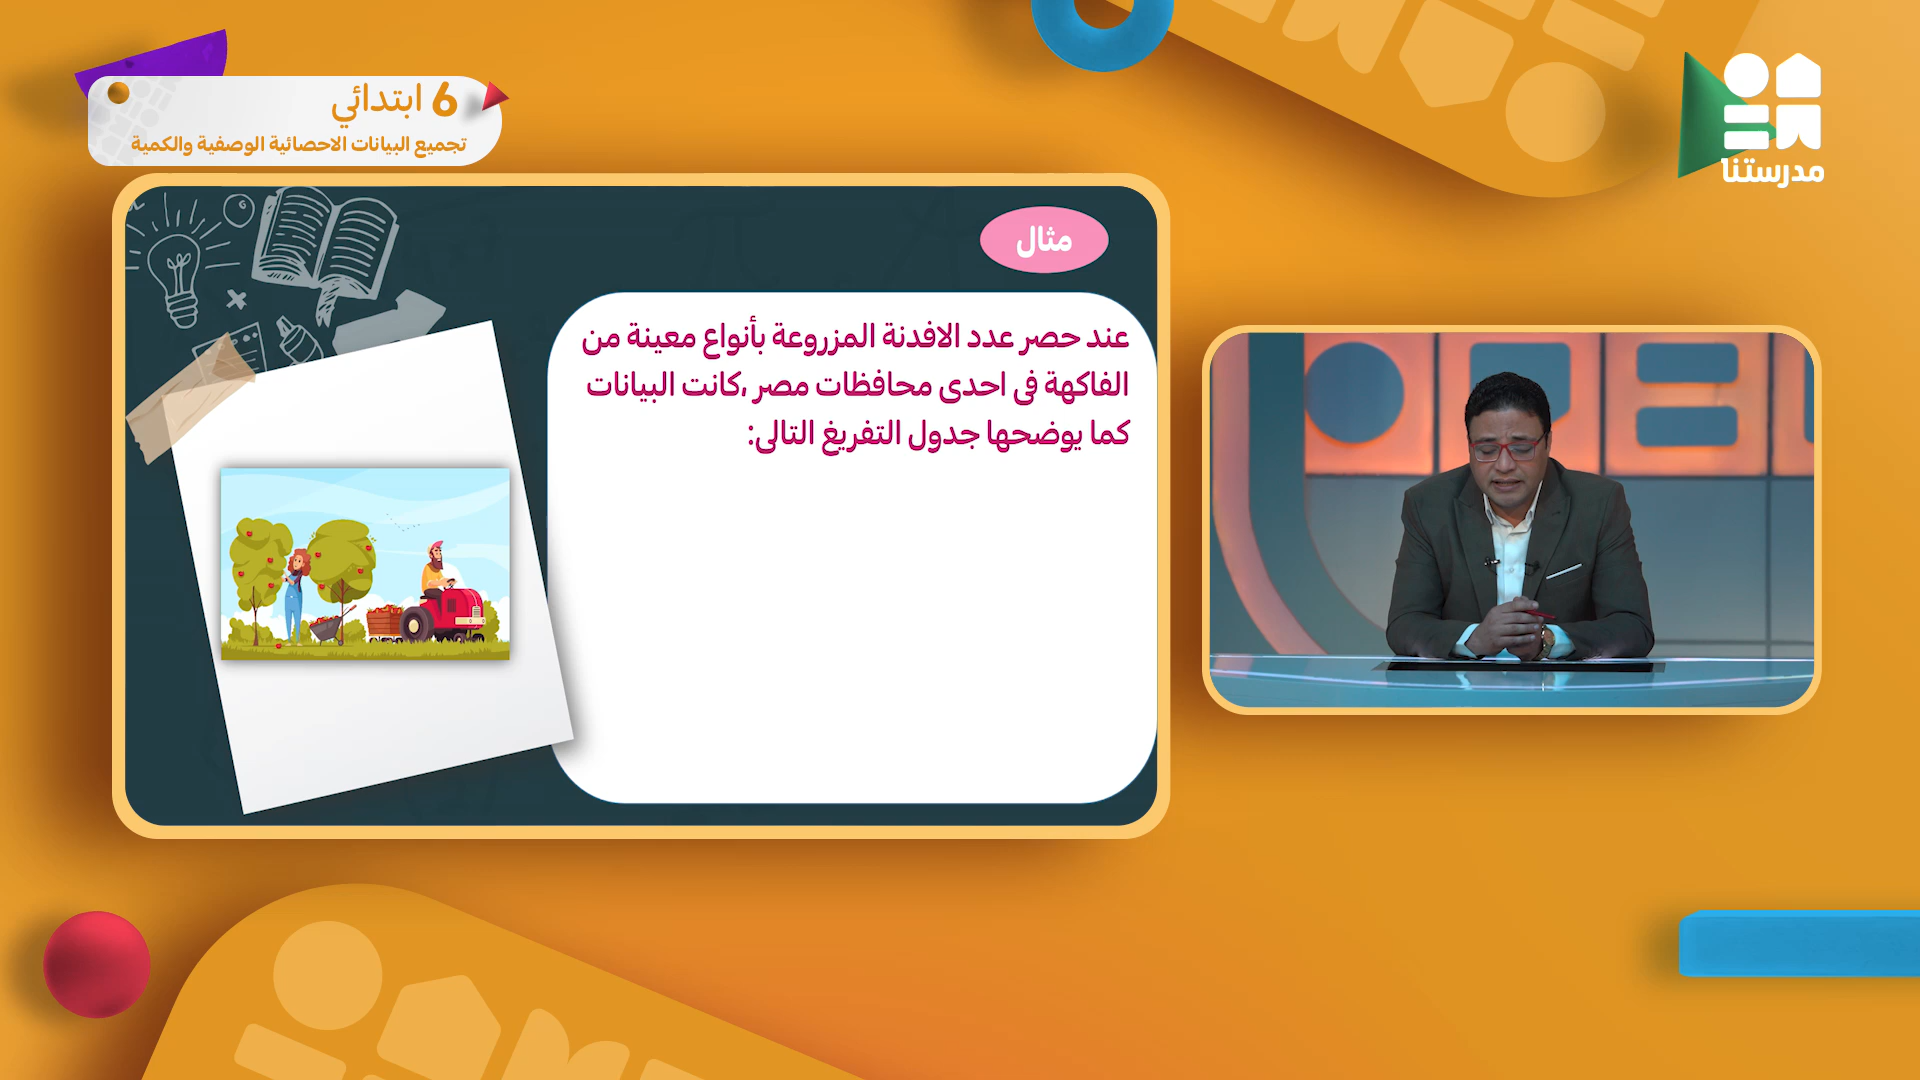 6 ابتدائي
تجميع البيانات الاحصائية الوصفية والكمية
مدرستنا
مثال
عند حصر عدد الافدنة المزروعة بأنواع معينة من
الفاكهة فى احدى محافظات مصر ،كانت البيانات
كما يوضحها جدول التفريغ التالى: